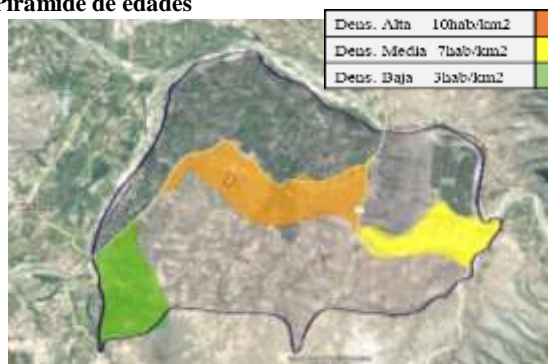 Pirámide de edades
Dens. Alta 10hab/km2
Dens. Media 7hab/km2
Dens. Baja 3hab/km2